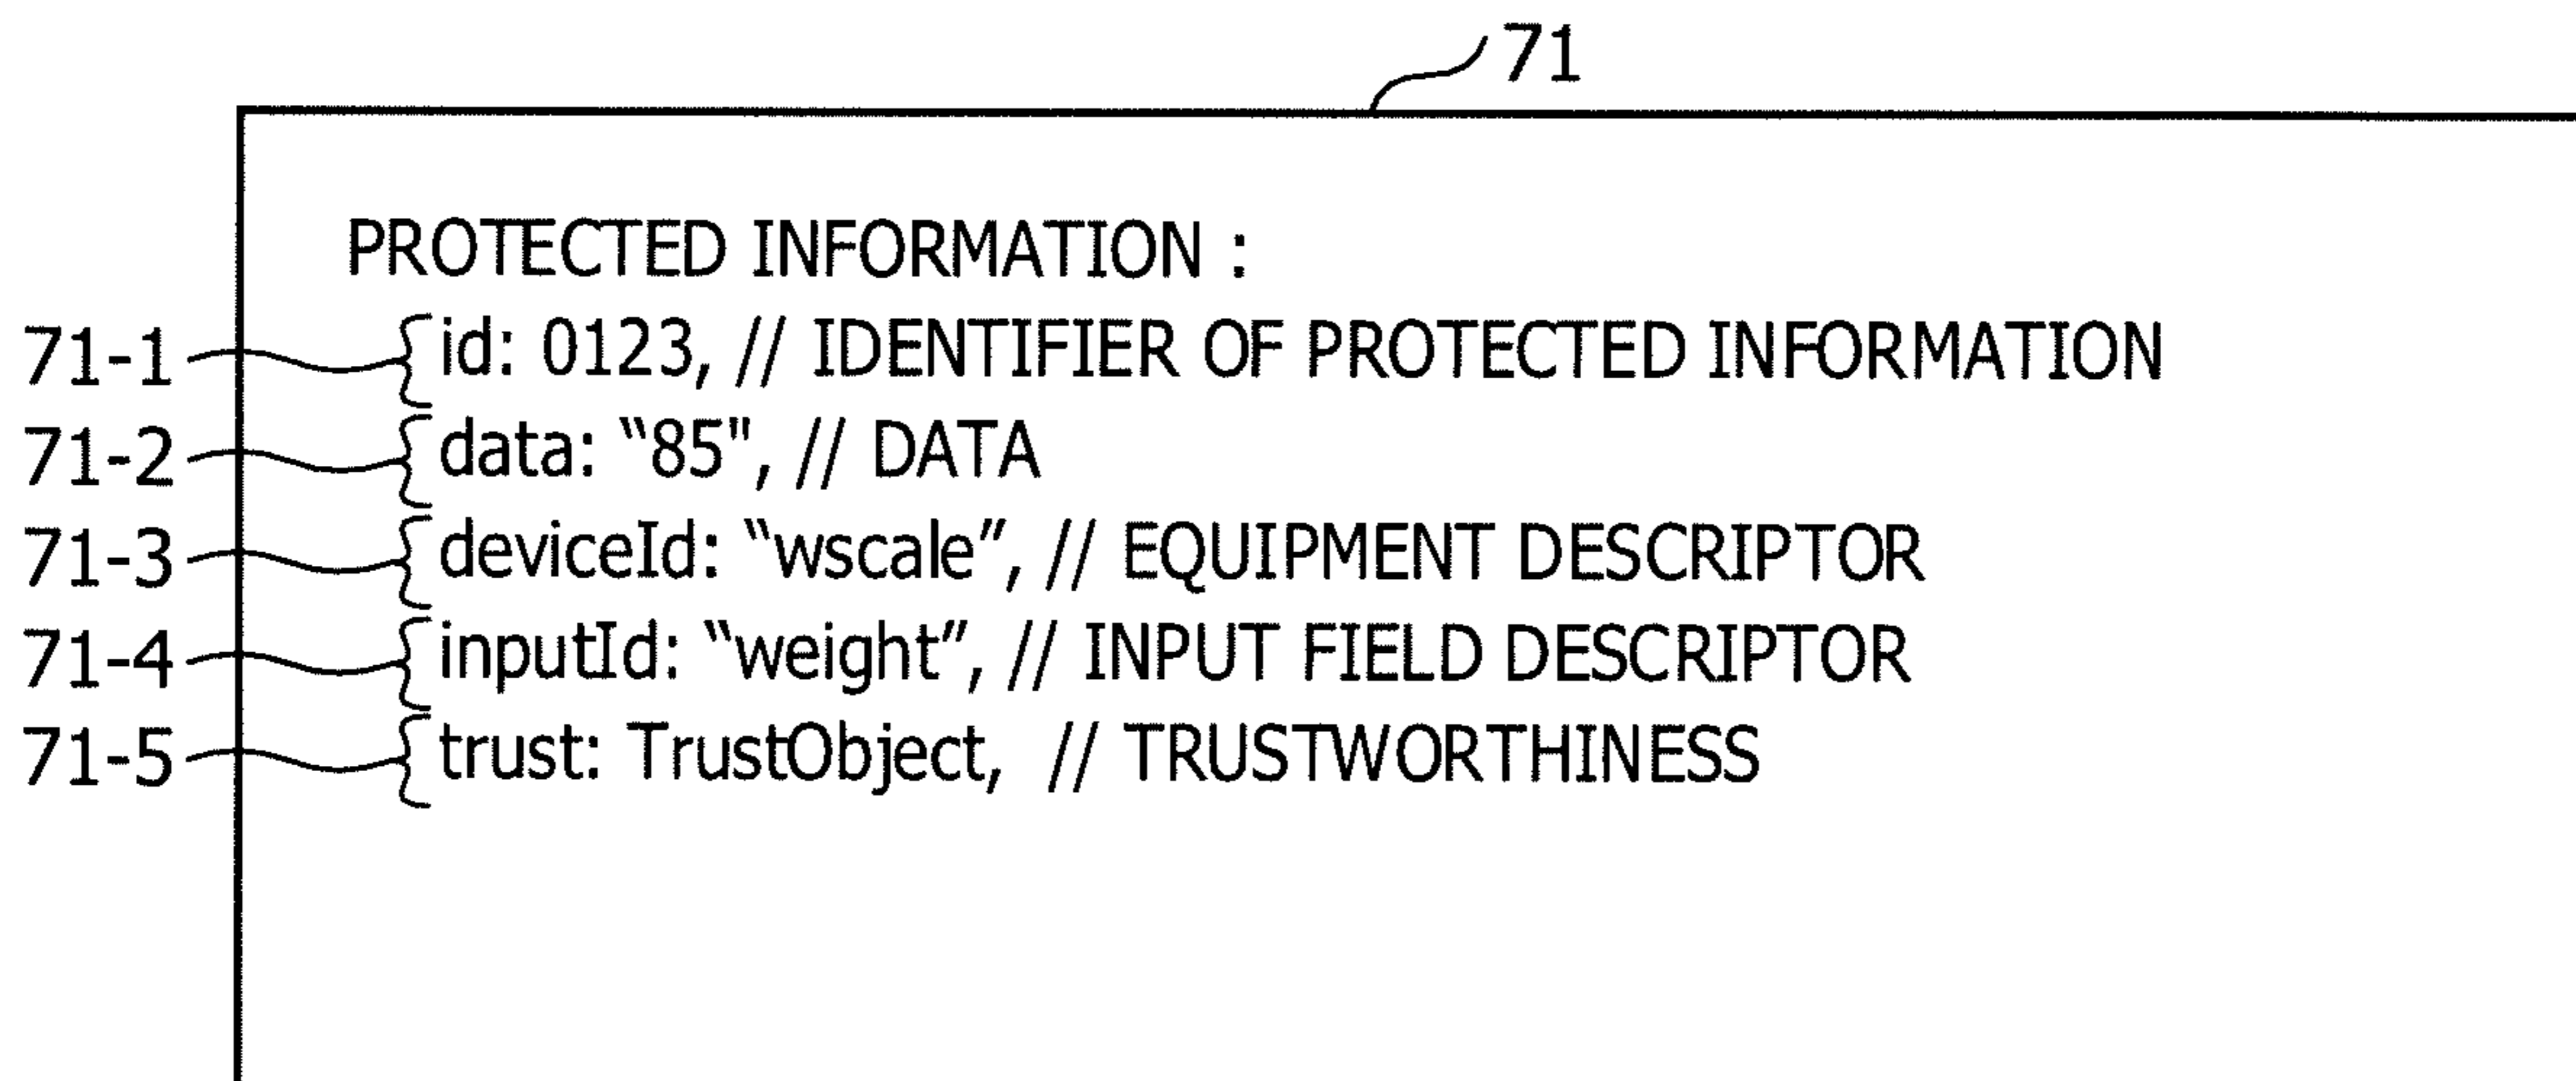 71
PROTECTED INFORMATION :
71-1 id: 0123, // IDENTIFIER OF PROTECTED INFORMATION
71-2 data: “85", // DATA
71-3 deviceId: “wscale”, // EQUIPMENT DESCRIPTOR
71-4 inputId: “weight”, // INPUT FIELD DESCRIPTOR
71-5 trust: TrustObject, // TRUSTWORTHINESS